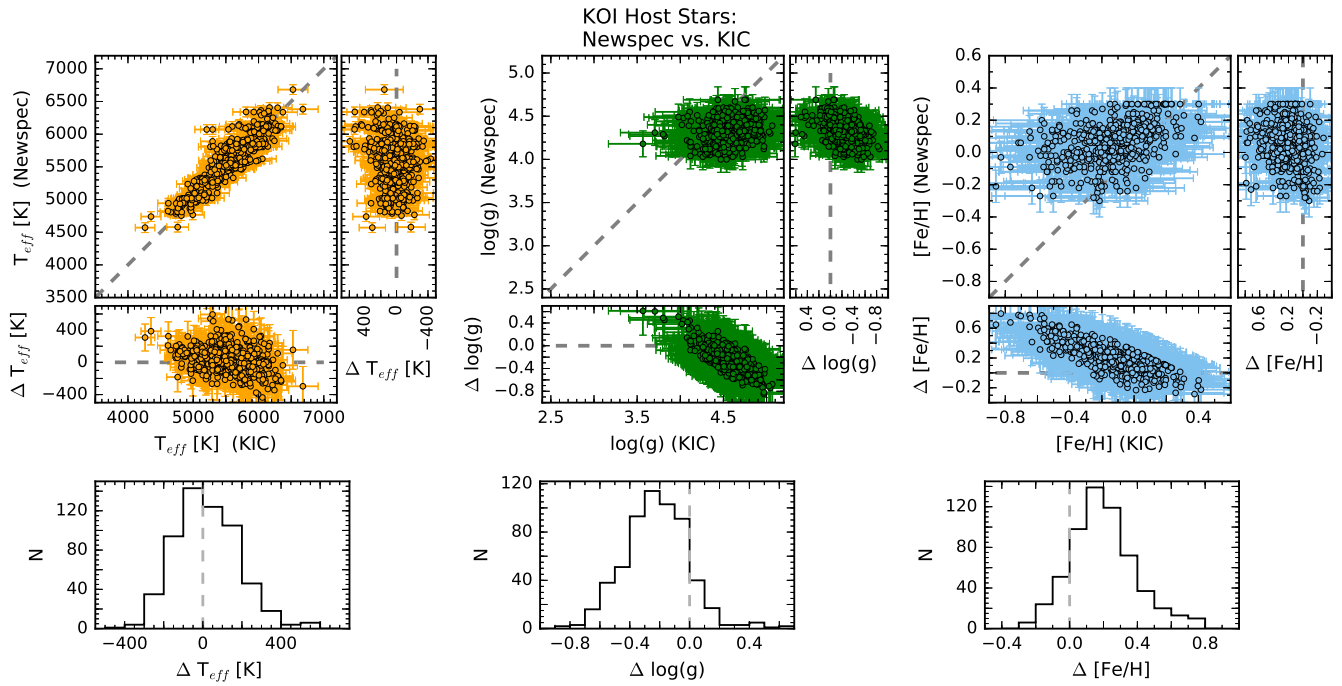 KOI Host Stars:
Newspec vs. KIC
T_eff [K] (Newspec)
7000
6500
6000
5500
5000
4500
4000
3500
400
0
−400
Δ T_eff [K]
Δ T_eff [K]
400
0
−400
4000 5000 6000 7000
T_eff [K] (KIC)
log(g) (Newspec)
5.0
4.5
4.0
3.5
3.0
2.5
0.4
0.0
−0.4
−0.8
Δ log(g)
Δ log(g)
0.4
0.0
−0.4
−0.8
2.5 3.5 4.5
log(g) (KIC)
[Fe/H] (Newspec)
0.6
0.4
0.2
0.0
−0.2
−0.4
−0.6
−0.8
0.6
0.2
−0.2
Δ [Fe/H]
Δ [Fe/H]
0.6
0.2
−0.2
−0.8 −0.4 0.0 0.4
[Fe/H] (KIC)
N
120
80
40
0
−400 0 400
Δ T_eff [K]
N
120
80
40
0
−0.8 −0.4 0.0 0.4
Δ log(g)
N
120
80
40
0
−0.4 0.0 0.4 0.8
Δ [Fe/H]